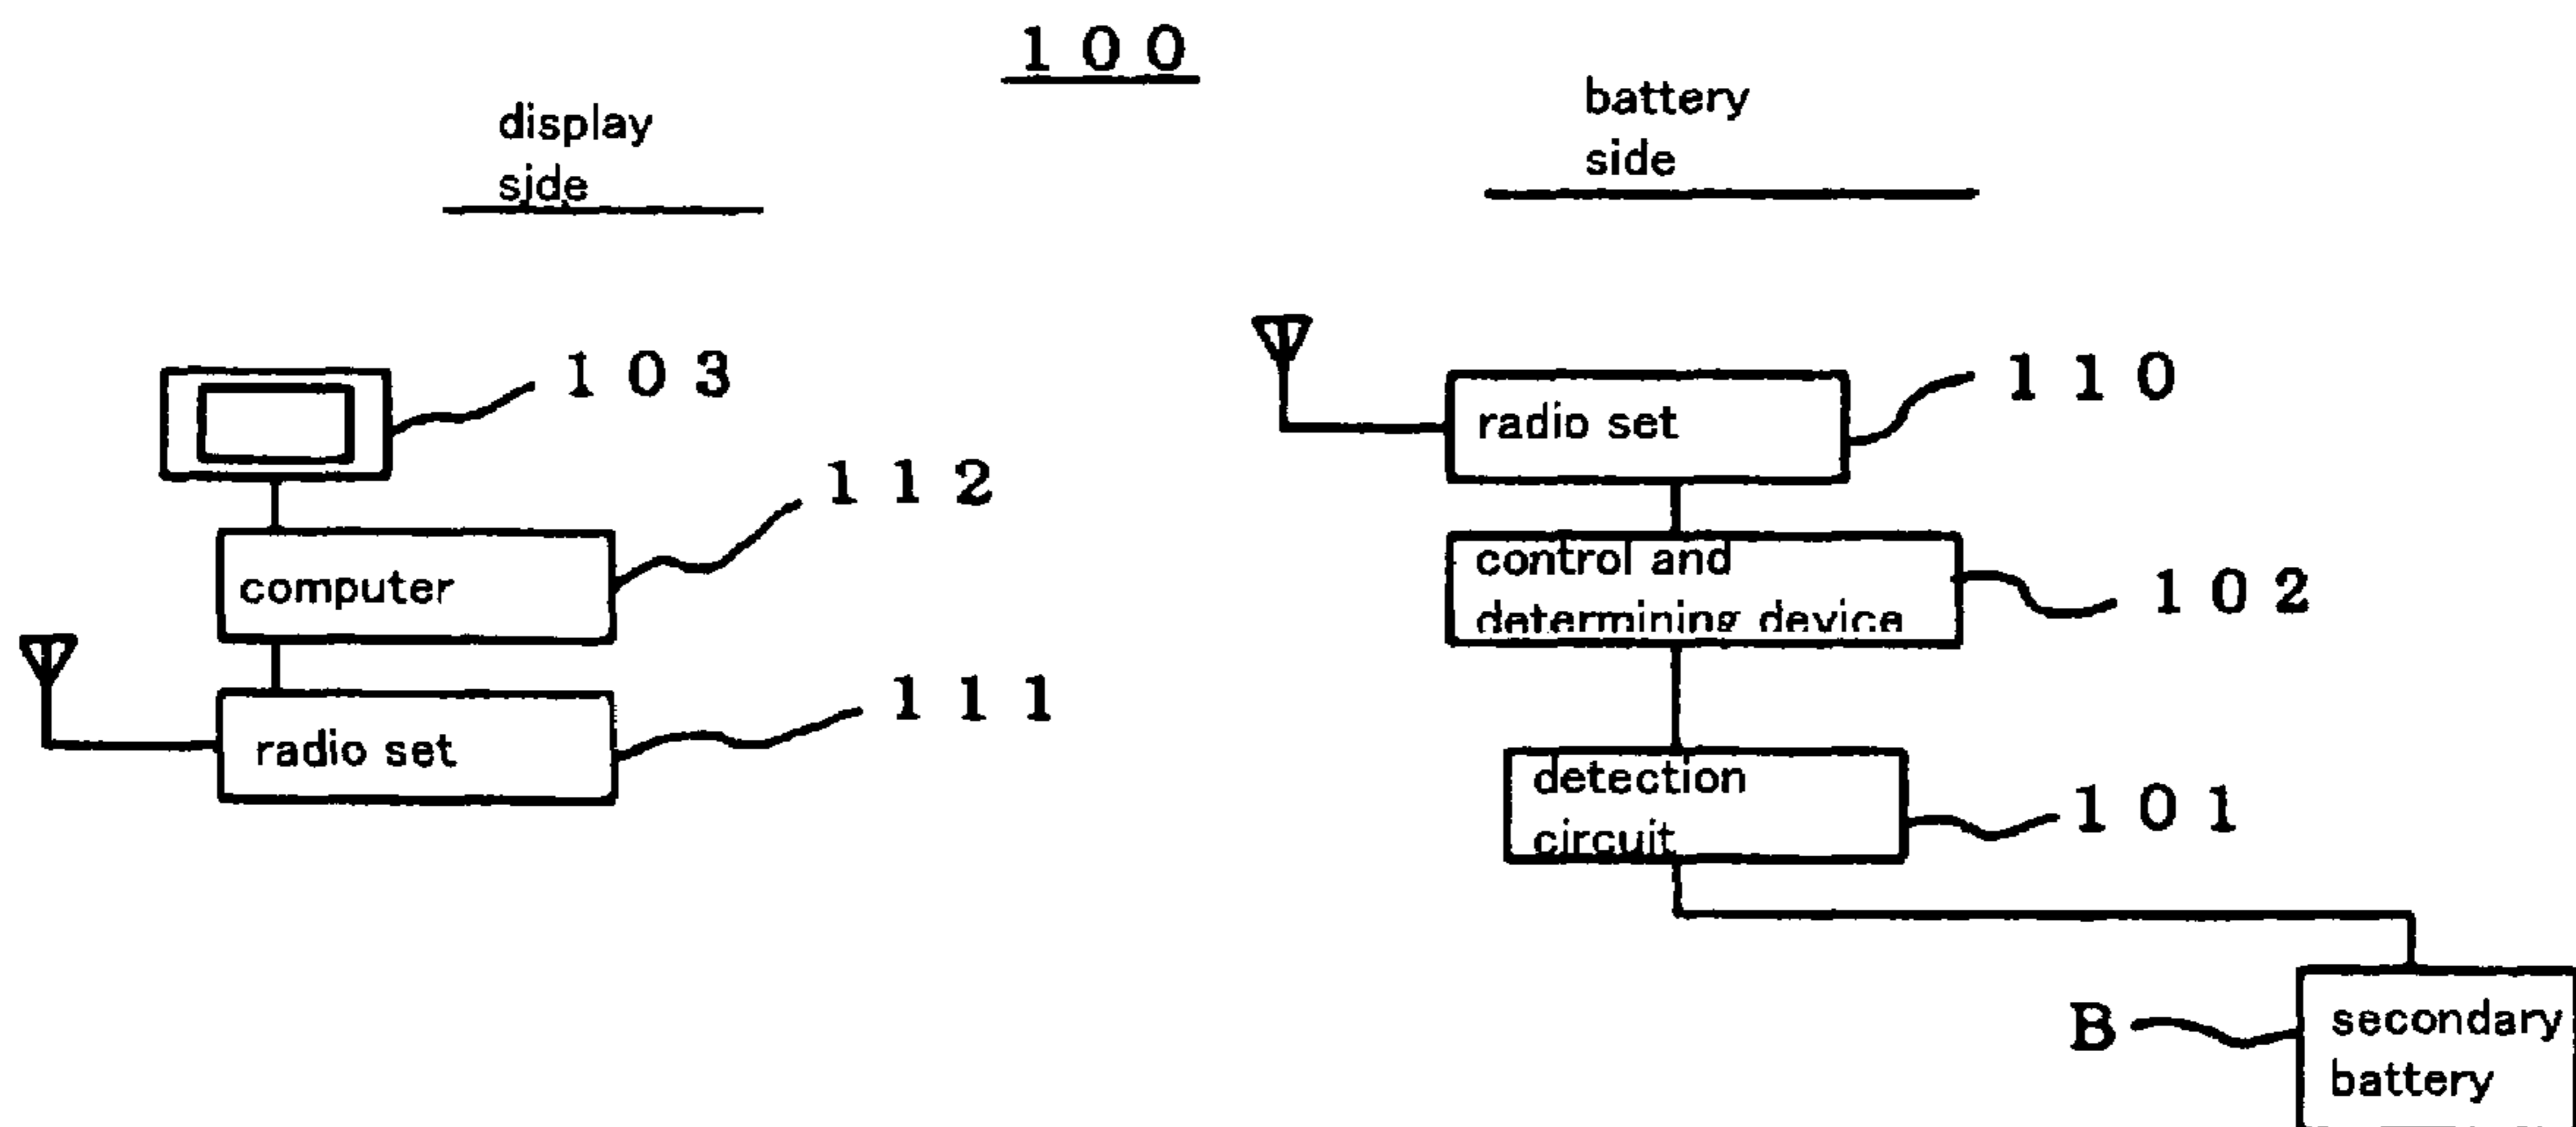 １００
display
side
battery
side
１０３
１１０
radio set
１１２
computer
control and
determining device
１０２
１１１
radio set
detection
circuit
１０１
B
secondary
battery